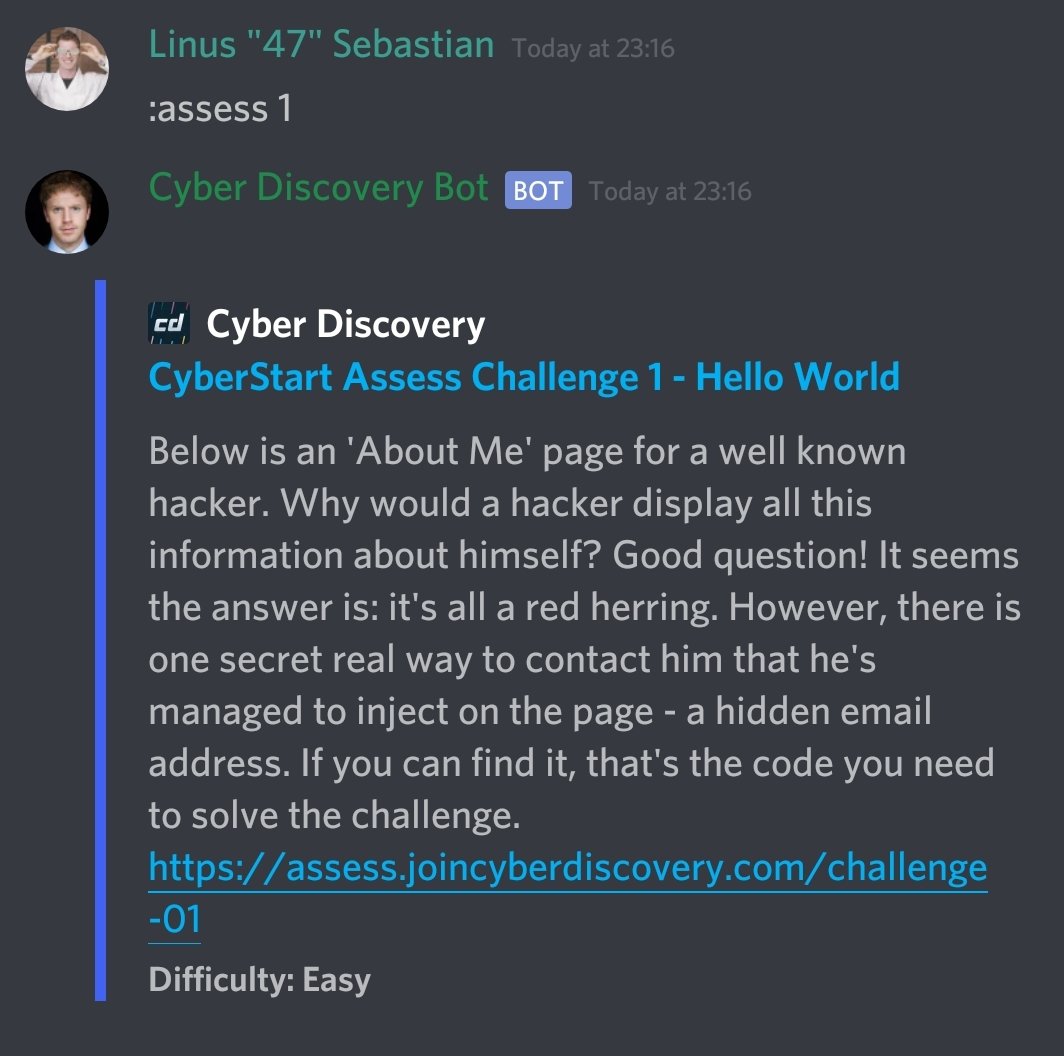 Linus "47" Sebastian Today at 23:16
:assess 1
Cyber Discovery Bot BOT Today at 23:16
cd Cyber Discovery
CyberStart Assess Challenge 1 - Hello World
Below is an 'About Me' page for a well known
hacker. Why would a hacker display all this
information about himself? Good question! It seems
the answer is: it's all a red herring. However, there is
one secret real way to contact him that he's
managed to inject on the page - a hidden email
address. If you can find it, that's the code you need
to solve the challenge.
https://assess.joincyberdiscovery.com/challenge
-01
Difficulty: Easy